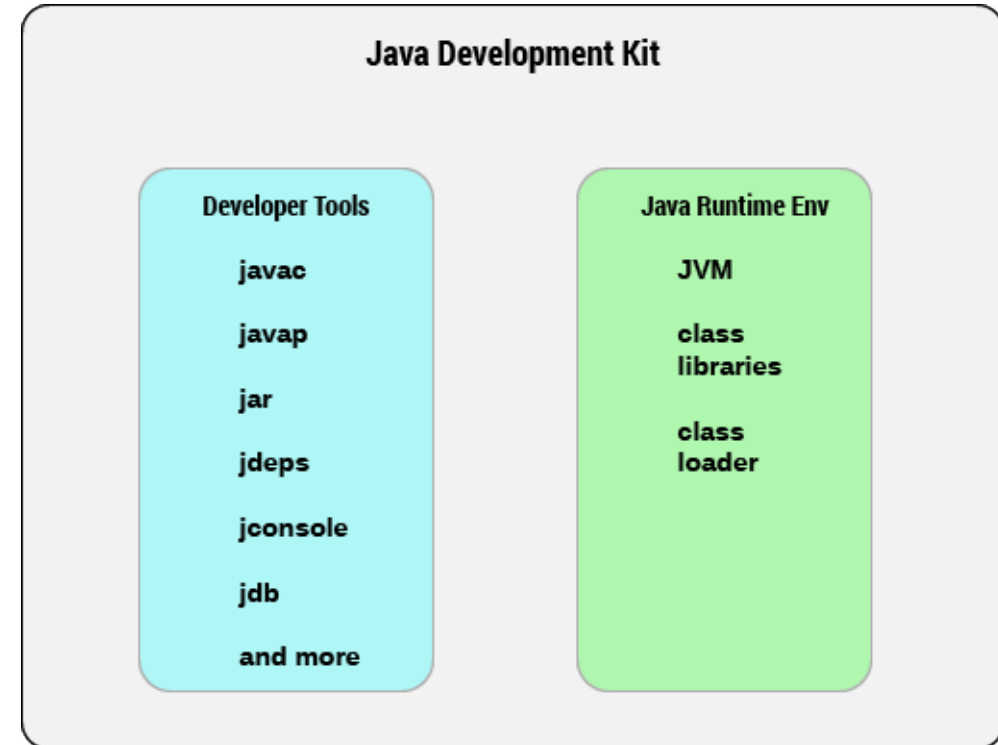 Java Development Kit
Developer Tools
javac
javap
jar
jdeps
jconsole
jdb
and more
Java Runtime Env
JVM
class
libraries
class
loader